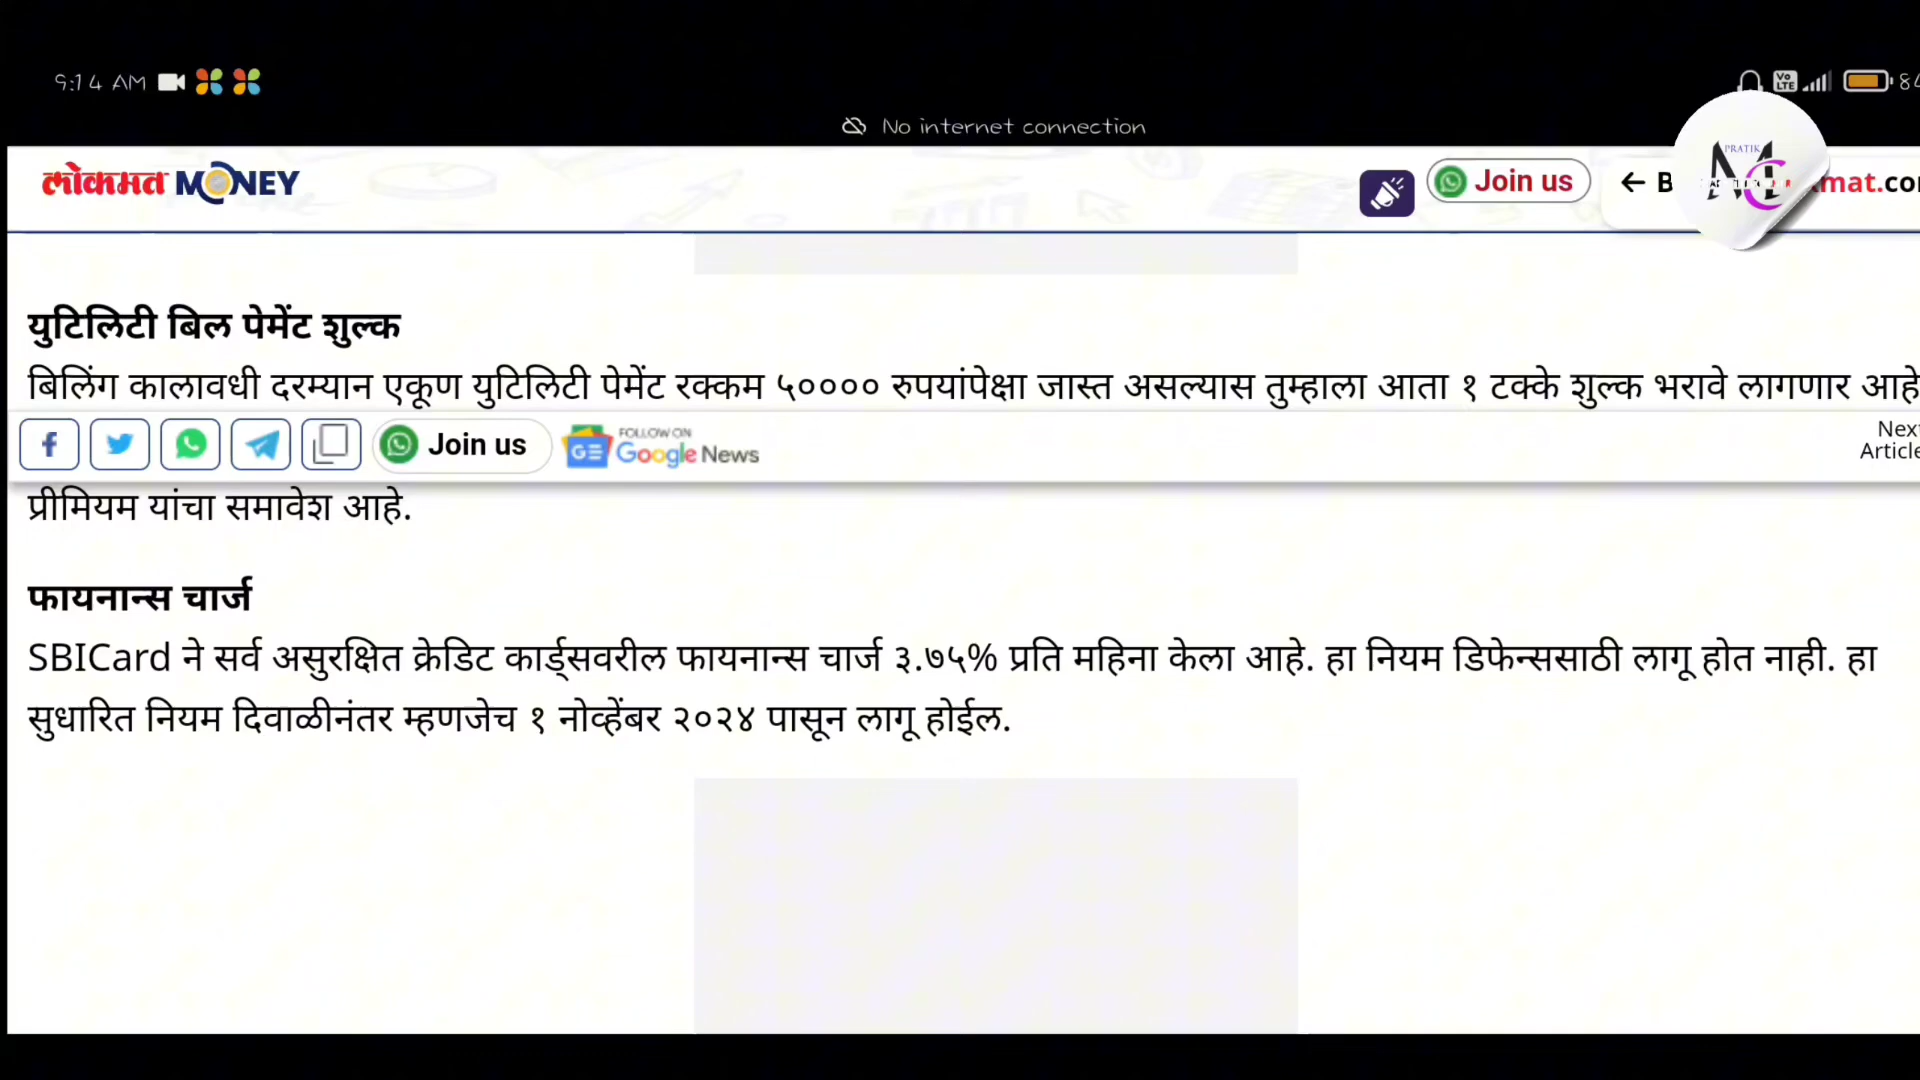 9:14 AM
84
No internet connection
लोकमत MONEY
Join us
← B
mat.co
PRATIK
युटिलिटी बिल पेमेंट शुल्क
बिलिंग कालावधी दरम्यान एकूण युटिलिटी पेमेंट रक्कम ५०००० रुपयांपेक्षा जास्त असल्यास तुम्हाला आता १ टक्के शुल्क भरावे लागणार आहे
Join us
FOLLOW ON
Google News
Next
Article
प्रीमियम यांचा समावेश आहे.
फायनान्स चार्ज
SBICard ने सर्व असुरक्षित क्रेडिट कार्ड्सवरील फायनान्स चार्ज ३.७५% प्रति महिना केला आहे. हा नियम डिफेन्ससाठी लागू होत नाही. हा
सुधारित नियम दिवाळीनंतर म्हणजेच १ नोव्हेंबर २०२४ पासून लागू होईल.